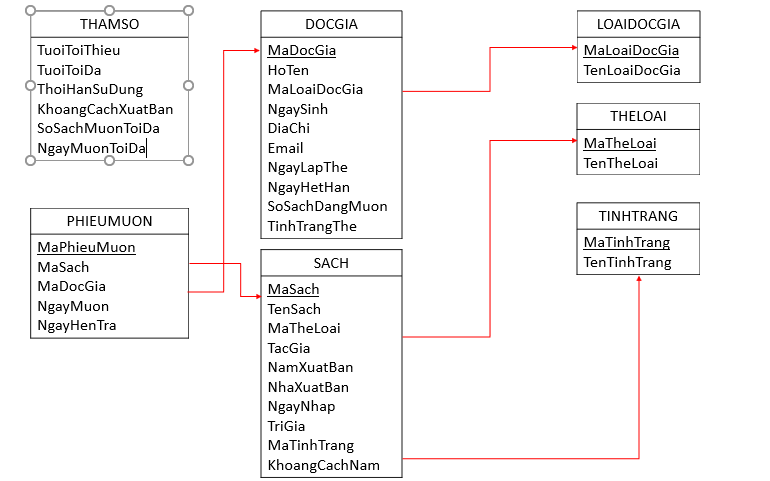 THAMSO
TuoiToiThieu
TuoiToiDa
ThoiHanSuDung
KhoangCachXuatBan
SoSachMuonToiDa
NgayMuonToiDa
DOCGIA
MaDocGia
HoTen
MaLoaiDocGia
NgaySinh
DiaChi
Email
NgayLapThe
NgayHetHan
SoSachDangMuon
TinhTrangThe
LOAIDOCGIA
MaLoaiDocGia
TenLoaiDocGia
THELOAI
MaTheLoai
TenTheLoai
TINHTRANG
MaTinhTrang
TenTinhTrang
PHIEUMUON
MaPhieuMuon
MaSach
MaDocGia
NgayMuon
NgayHenTra
SACH
MaSach
TenSach
MaTheLoai
TacGia
NamXuatBan
NhaXuatBan
NgayNhap
TriGia
MaTinhTrang
KhoangCachNam